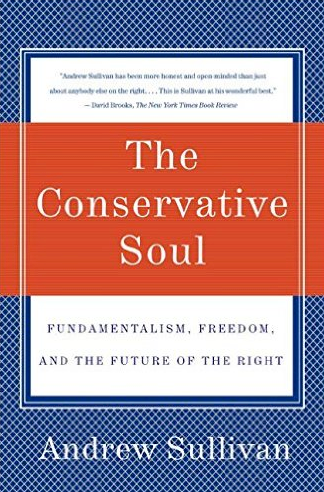 "Andrew Sullivan has been more honest and open-minded than just
about anybody else on the right. . . . This is Sullivan at his wonderful best."
— David Brooks, The New York Times Book Review
The
Conservative
Soul
FUNDAMENTALISM, FREEDOM,
AND THE FUTURE OF THE RIGHT
Andrew Sullivan